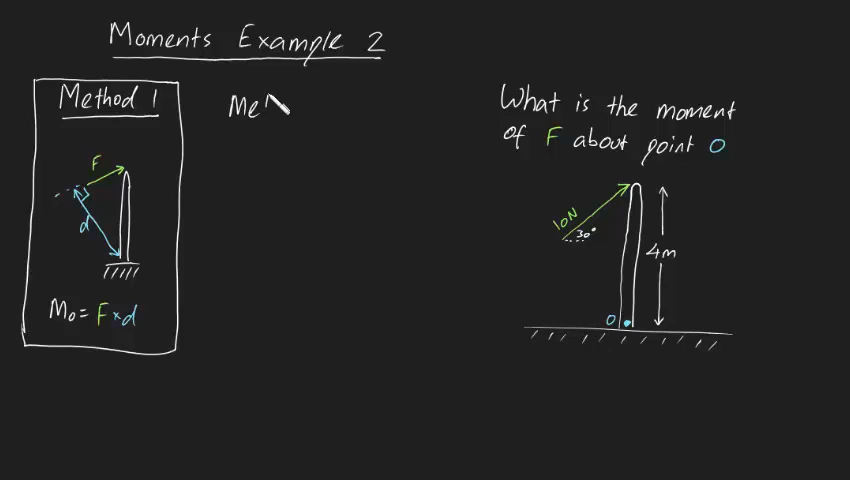 Moments Example 2
Method 1
F
d
M₀ = F × d
Me
What is the moment
of F about point O
10N
30°
4m
O